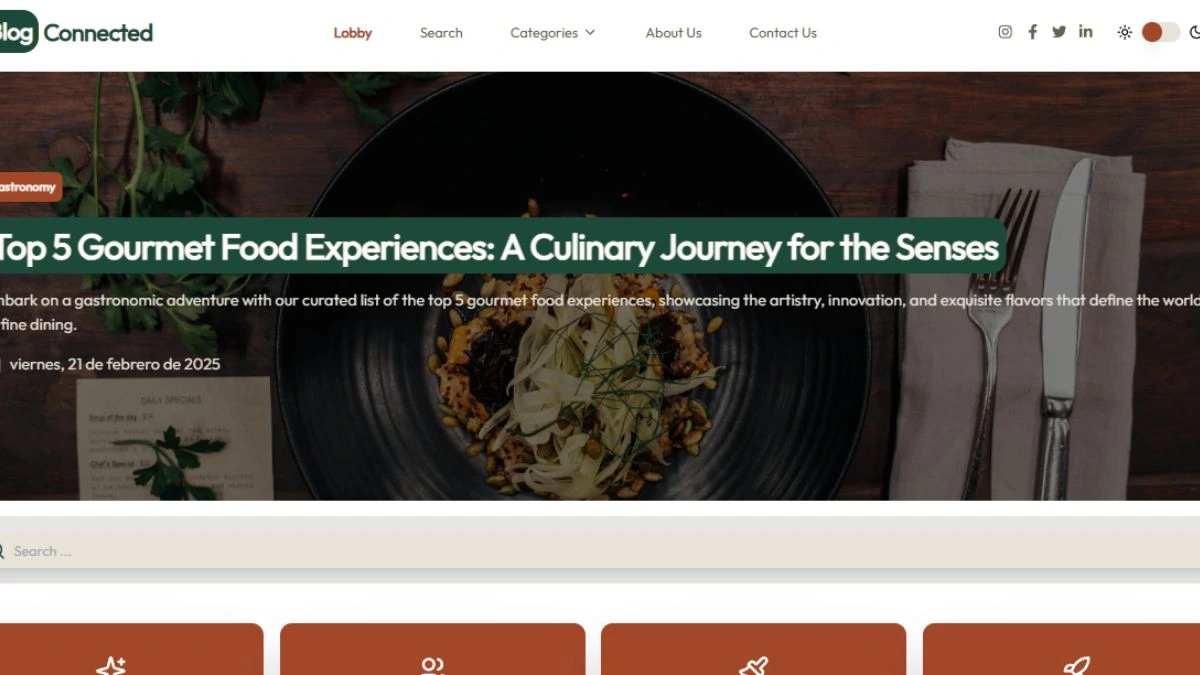 Blog Connected
Lobby Search Categories About Us Contact Us
astronomy
Top 5 Gourmet Food Experiences: A Culinary Journey for the Senses
mbark on a gastronomic adventure with our curated list of the top 5 gourmet food experiences, showcasing the artistry, innovation, and exquisite flavors that define the world
fine dining.
viernes, 21 de febrero de 2025
DAILY SPECIALS
Soup of the day : $14
Chef's Special : $22
Search ...